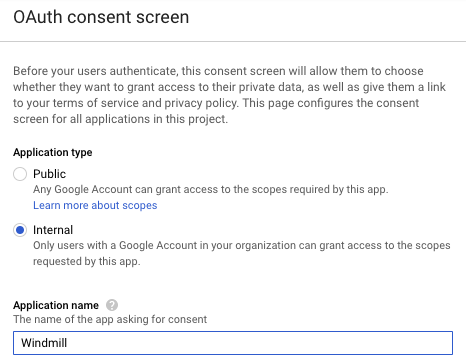 OAuth consent screen
Before your users authenticate, this consent screen will allow them to choose
whether they want to grant access to their private data, as well as give them a link
to your terms of service and privacy policy. This page configures the consent
screen for all applications in this project.
Application type
Public
Any Google Account can grant access to the scopes required by this app.
Learn more about scopes
Internal
Only users with a Google Account in your organization can grant access to the scopes
requested by this app.
Application name ?
The name of the app asking for consent
Windmill